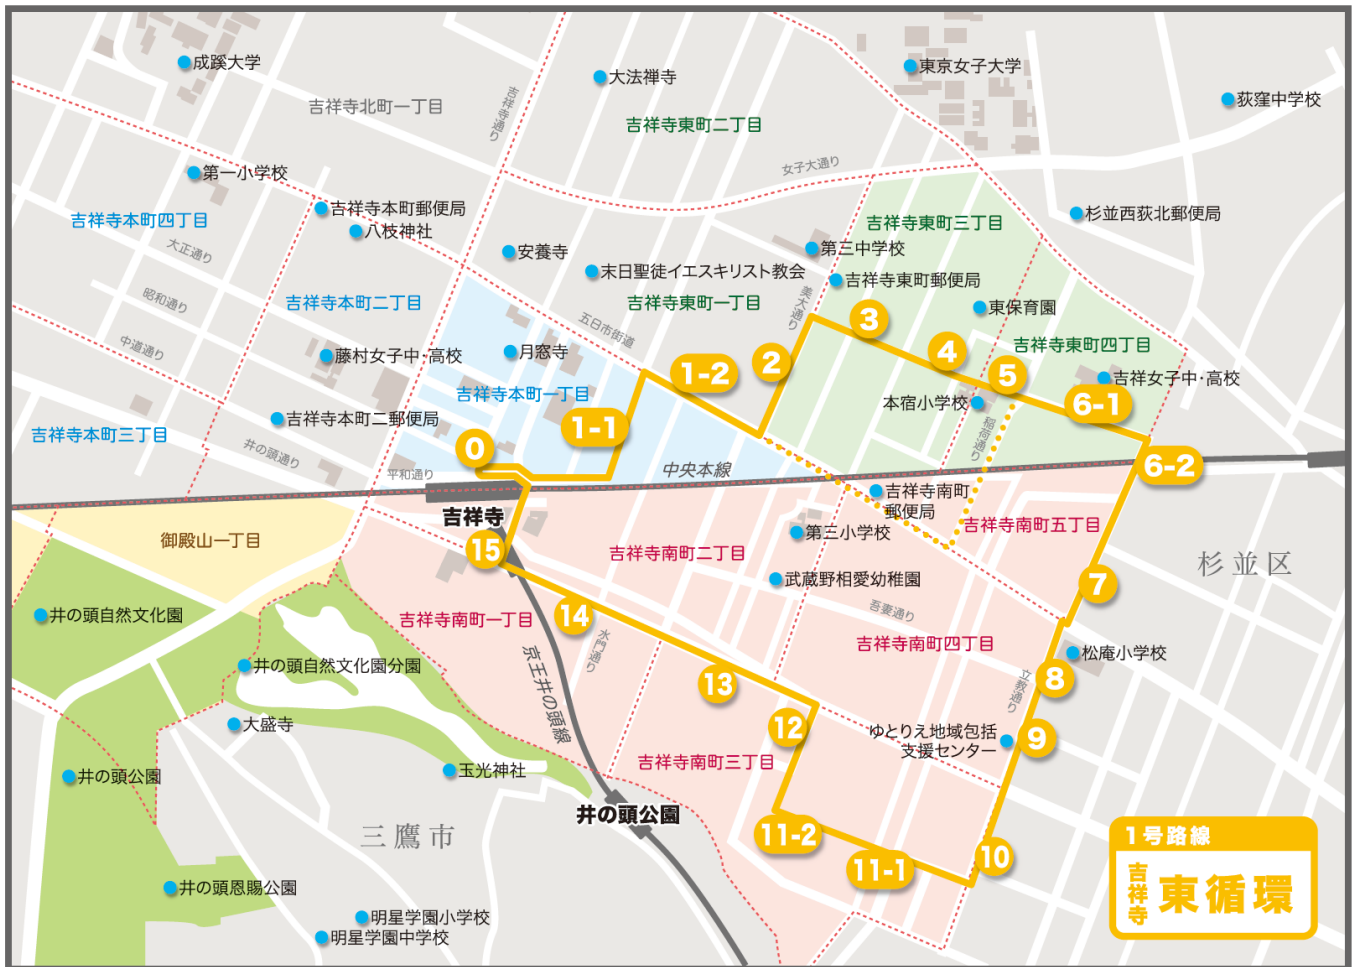 成蹊大学
大法禅寺
東京女子大学
荻窪中学校
吉祥寺北町一丁目
吉祥寺通り
吉祥寺東町二丁目
女子大通り
第一小学校
吉祥寺本町四丁目
吉祥寺本町郵便局
八枝神社
杉並西荻北郵便局
吉祥寺東町三丁目
大正通り
安養寺
第三中学校
末日聖徒イエスキリスト教会
吉祥寺東町郵便局
昭和通り
吉祥寺本町二丁目
吉祥寺東町一丁目
美大通り
東保育園
五日市街道
3
中道通り
藤村女子中・高校
月窓寺
2
4
吉祥寺東町四丁目
1-2
5
吉祥女子中・高校
吉祥寺本町一丁目
本宿小学校
6-1
吉祥寺本町二郵便局
1-1
吉祥寺本町三丁目
井の頭通り
0
稲荷通り
平和通り
中央本線
6-2
吉祥寺南町
郵便局
吉祥寺
吉祥寺南町五丁目
第三小学校
御殿山一丁目
15
吉祥寺南町二丁目
杉並区
武蔵野相愛幼稚園
7
井の頭自然文化園
吉祥寺南町一丁目
14
吾妻通り
水門通り
吉祥寺南町四丁目
井の頭自然文化園分園
松庵小学校
京王井の頭線
13
立教通り
8
大盛寺
12
ゆとりえ地域包括
支援センター
9
井の頭公園
玉光神社
吉祥寺南町三丁目
井の頭公園
三鷹市
11-2
11-1
10
1号路線
吉祥寺
東循環
井の頭恩賜公園
明星学園小学校
明星学園中学校